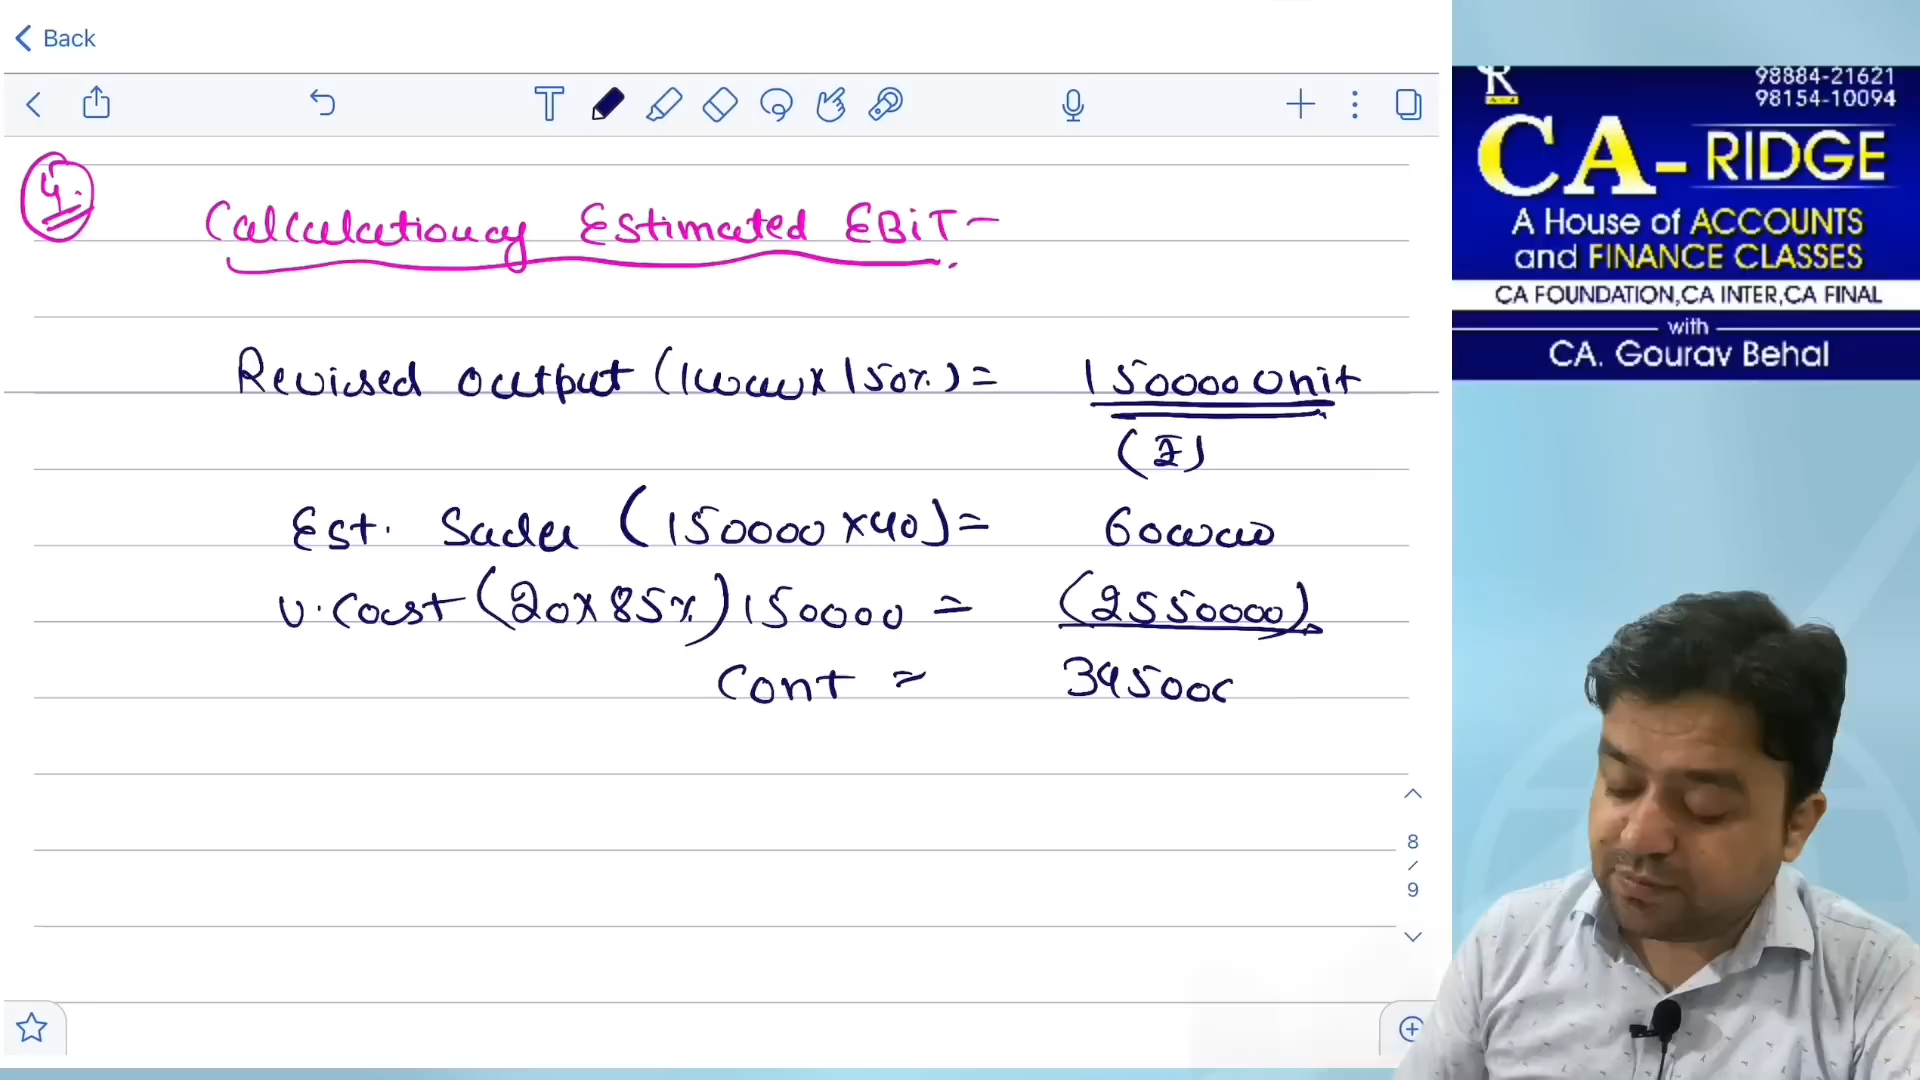 Back
98884-21621
98154-10094
CA-RIDGE
A House of ACCOUNTS
and FINANCE CLASSES
CA FOUNDATION,CA INTER,CA FINAL
with
CA. Gourav Behal
4.
Calculation of Estimated EBIT-
Revised output (100000 x 150%) = 150000 Unit
(₹)
Est. Sales (150000 x 40) = 6000000
V. Cost (20 x 85%) 150000 = (2550000)
Cont = 345000
8
/
9